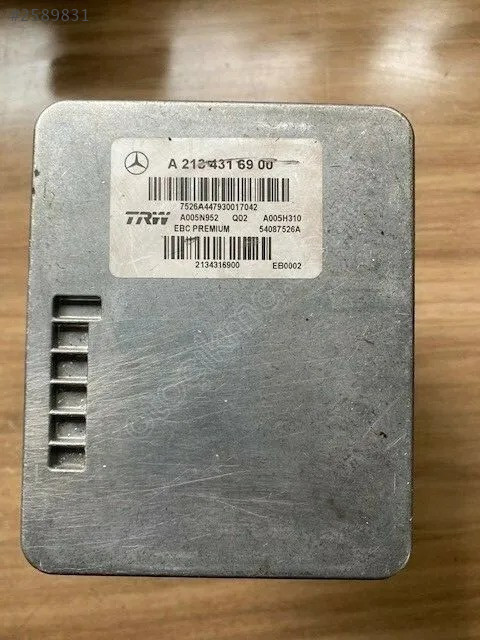 A 213 431 69 00
7526A447930017042
TRW A005N952 Q02 A005H310
EBC PREMIUM 54087526A
2134316900 EB0002